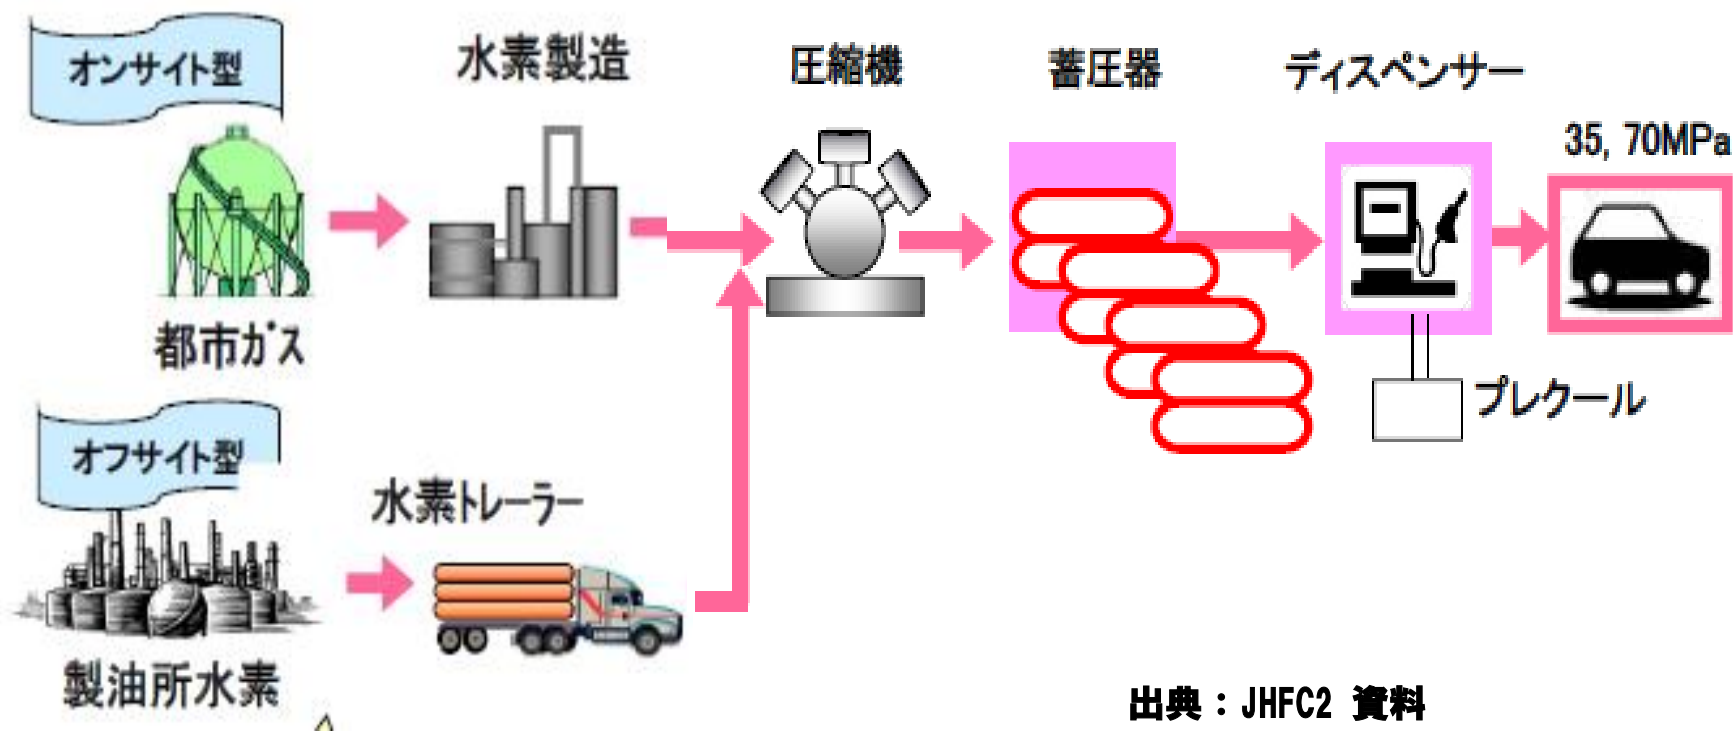 オンサイト型
水素製造
圧縮機
蓄圧器
ディスペンサー
35, 70MPa
都市ガス
プレクール
オフサイト型
水素トレーラー
製油所水素
出典：JHFC2 資料